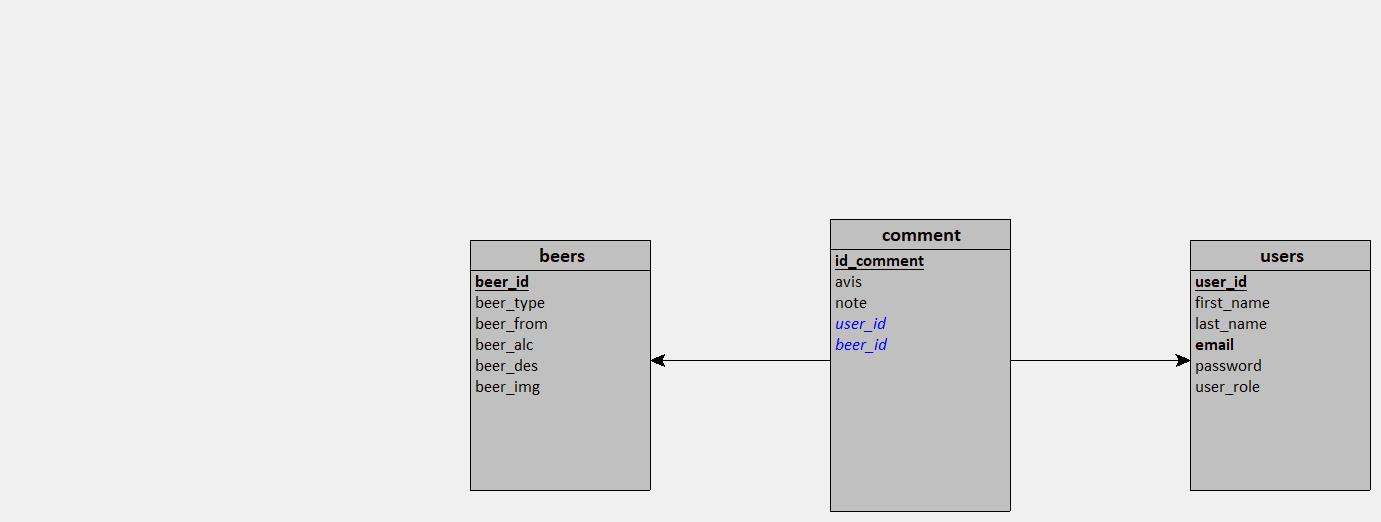 beers
beer_id
beer_type
beer_from
beer_alc
beer_des
beer_img
comment
id_comment
avis
note
user_id
beer_id
users
user_id
first_name
last_name
email
password
user_role